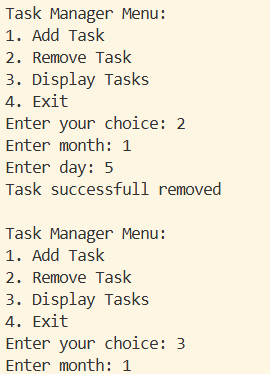 Task Manager Menu:
1. Add Task
2. Remove Task
3. Display Tasks
4. Exit
Enter your choice: 2
Enter month: 1
Enter day: 5
Task successfull removed

Task Manager Menu:
1. Add Task
2. Remove Task
3. Display Tasks
4. Exit
Enter your choice: 3
Enter month: 1